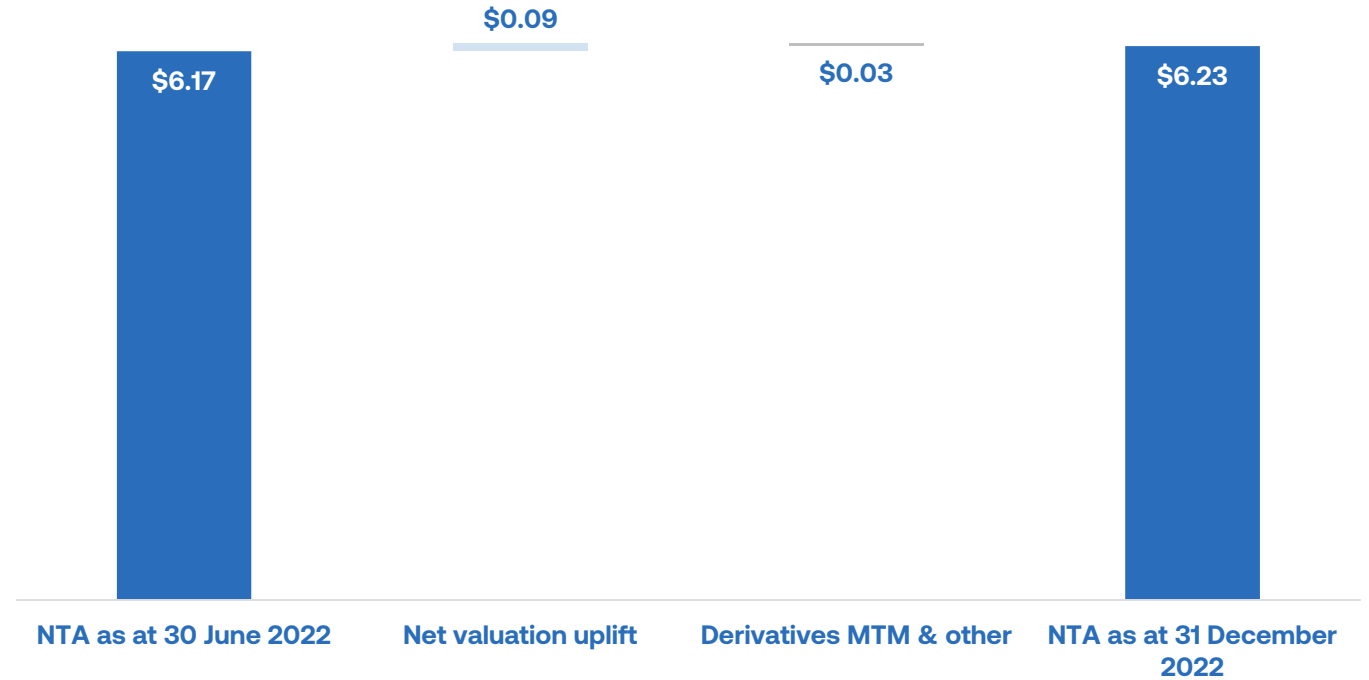 $0.09
$6.17
$0.03
$6.23
NTA as at 30 June 2022
Net valuation uplift
Derivatives MTM & other
NTA as at 31 December
2022